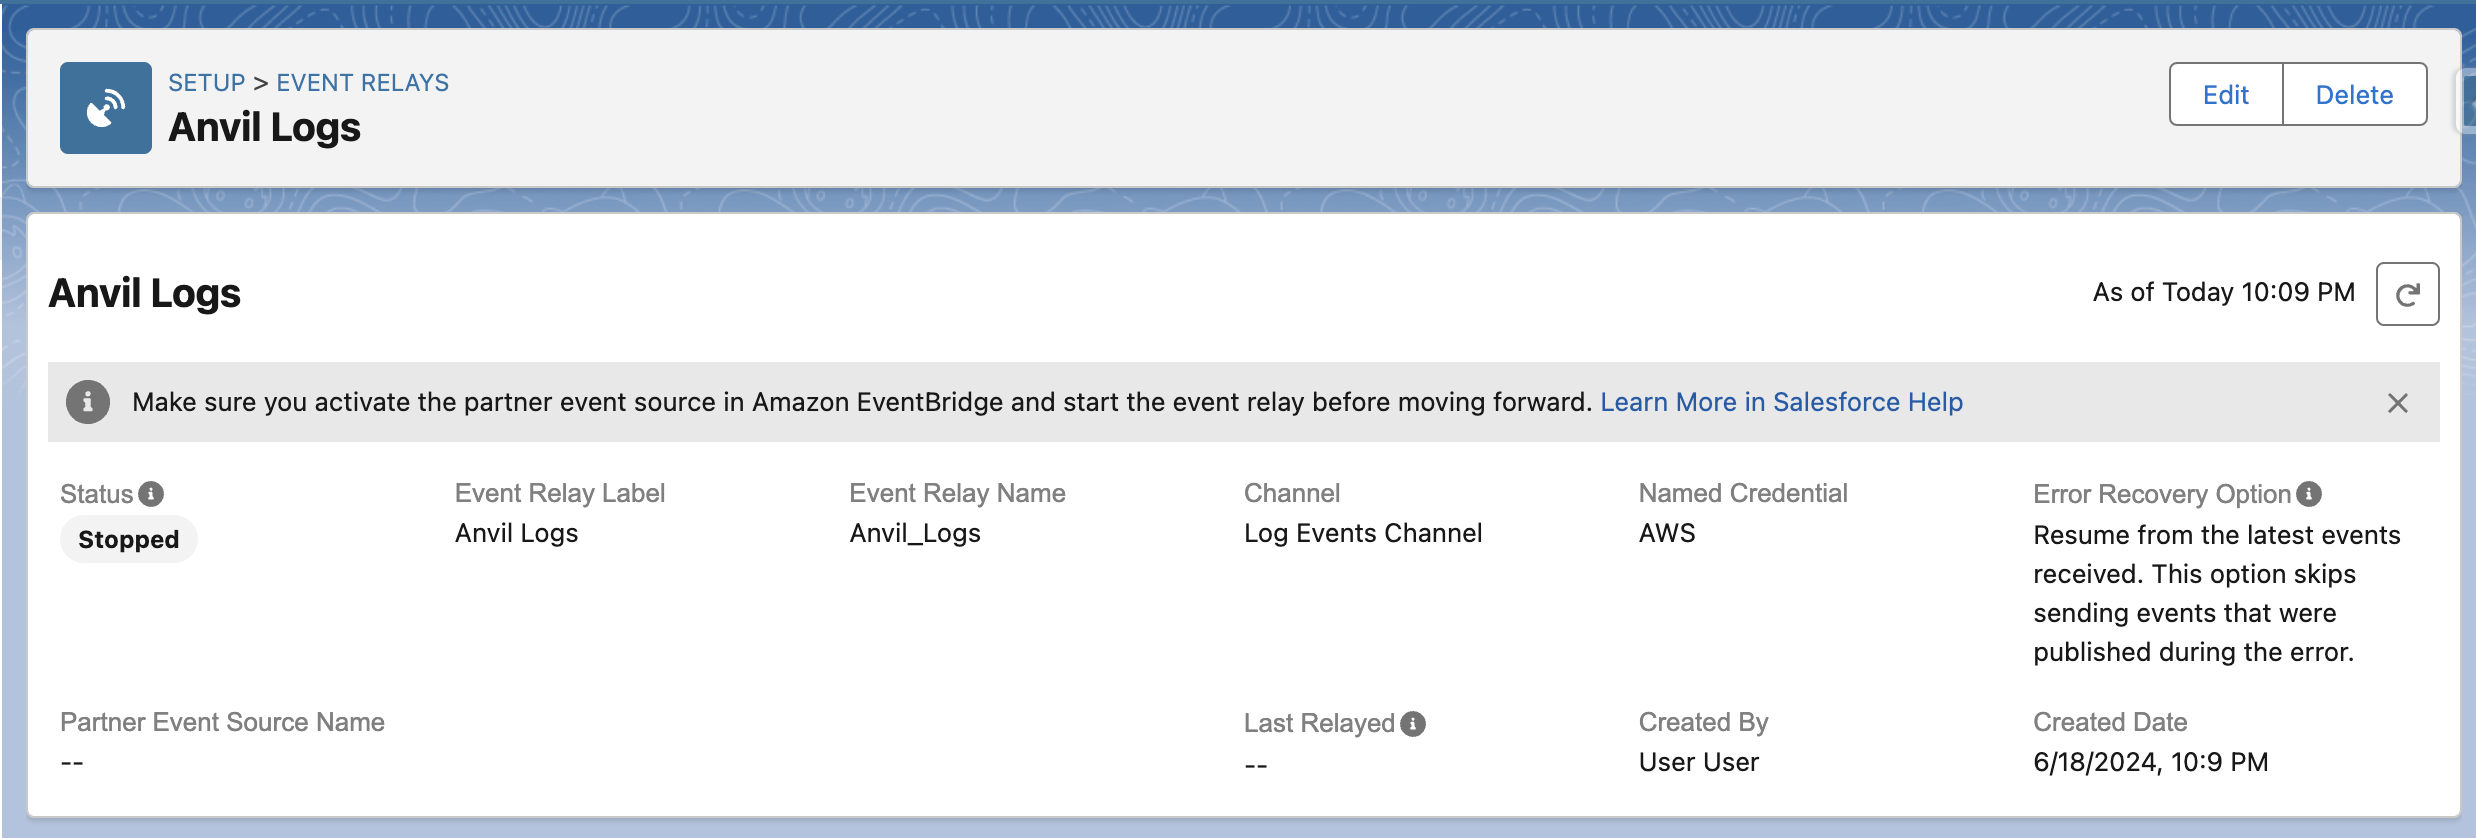 SETUP > EVENT RELAYS
Anvil Logs
Edit
Delete
Anvil Logs
As of Today 10:09 PM
Make sure you activate the partner event source in Amazon EventBridge and start the event relay before moving forward. Learn More in Salesforce Help
Status
Stopped
Event Relay Label
Anvil Logs
Event Relay Name
Anvil_Logs
Channel
Log Events Channel
Named Credential
AWS
Error Recovery Option
Resume from the latest events
received. This option skips
sending events that were
published during the error.
Partner Event Source Name
--
Last Relayed
--
Created By
User User
Created Date
6/18/2024, 10:9 PM